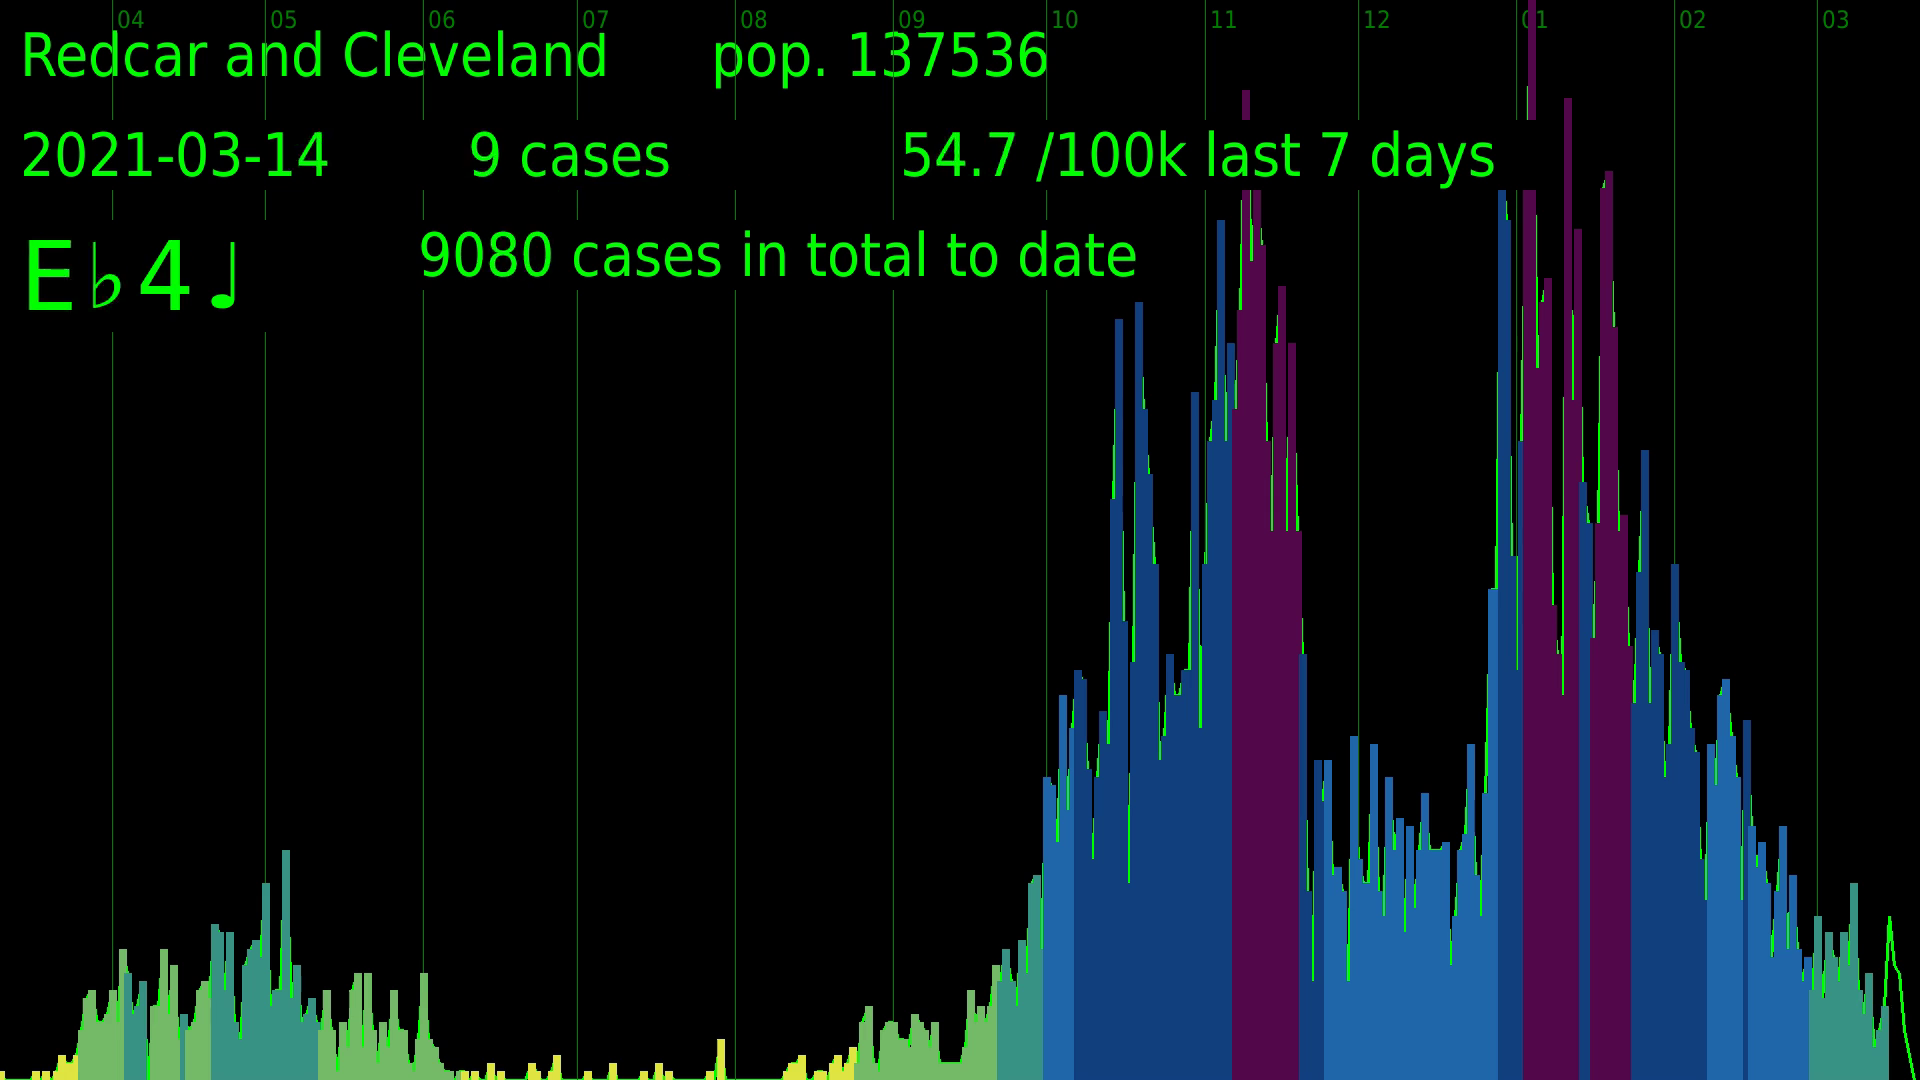 04 05 06 07 08 09 10 11 12 01 02 03
Redcar and Cleveland pop. 137536
2021-03-14 9 cases 54.7 /100k last 7 days
E♭4♩ 9080 cases in total to date